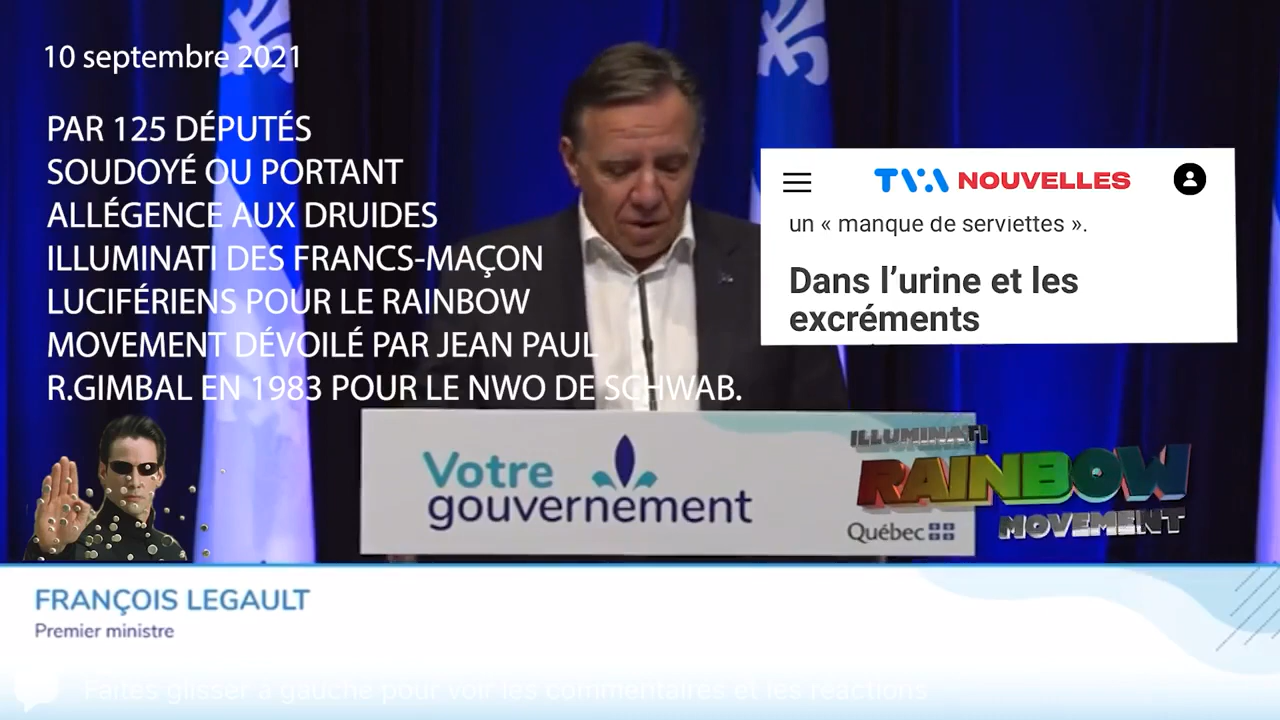 10 septembre 2021
PAR 125 DÉPUTÉS
SOUDOYÉ OU PORTANT
ALLÉGENCE AUX DRUIDES
ILLUMINATI DES FRANCS-MAÇON
LUCIFÉRIENS POUR LE RAINBOW
MOVEMENT DÉVOILÉ PAR JEAN PAUL
R.GIMBAL EN 1983 POUR LE NWO DE SCHWAB.
TVA NOUVELLES
un « manque de serviettes ».
Dans l'urine et les
excréments
Votre
gouvernement
Québec
ILLUMINATI
RAINBOW
MOVEMENT
FRANÇOIS LEGAULT
Premier ministre
Faites glisser à gauche pour voir les commentaires et les réactions